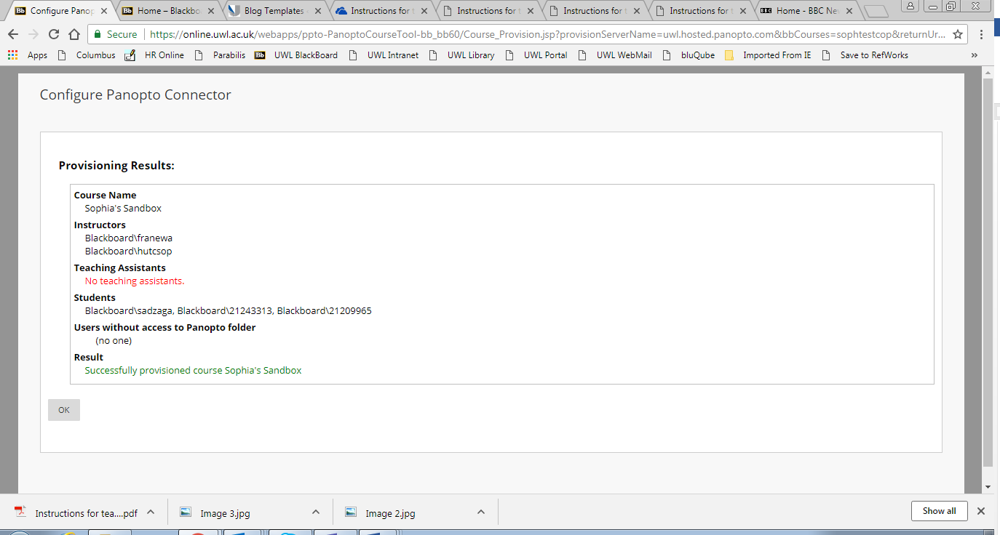 Configure Panop
Home – Blackbo
Blog Templates
Instructions for t
Instructions for t
Instructions for t
Instructions for t
Home - BBC Nev
Secure
https://online.uwl.ac.uk/webapps/ppto-PanoptoCourseTool-bb_bb60/Course_Provision.jsp?provisionServerName=uwl.hosted.panopto.com&bbCourses=sophtestcop&returnUr...
Apps Columbus HR Online Parabilis Bb UWL BlackBoard UWL Intranet UWL Library UWL Portal UWL WebMail bluQube Imported From IE Save to RefWorks »
Configure Panopto Connector
Provisioning Results:
Course Name
Sophia's Sandbox
Instructors
Blackboard\franewa
Blackboard\hutcsop
Teaching Assistants
No teaching assistants.
Students
Blackboard\sadzaga, Blackboard\21243313, Blackboard\21209965
Users without access to Panopto folder
(no one)
Result
Successfully provisioned course Sophia's Sandbox
OK
Instructions for tea....pdf
Image 3.jpg
Image 2.jpg
Show all